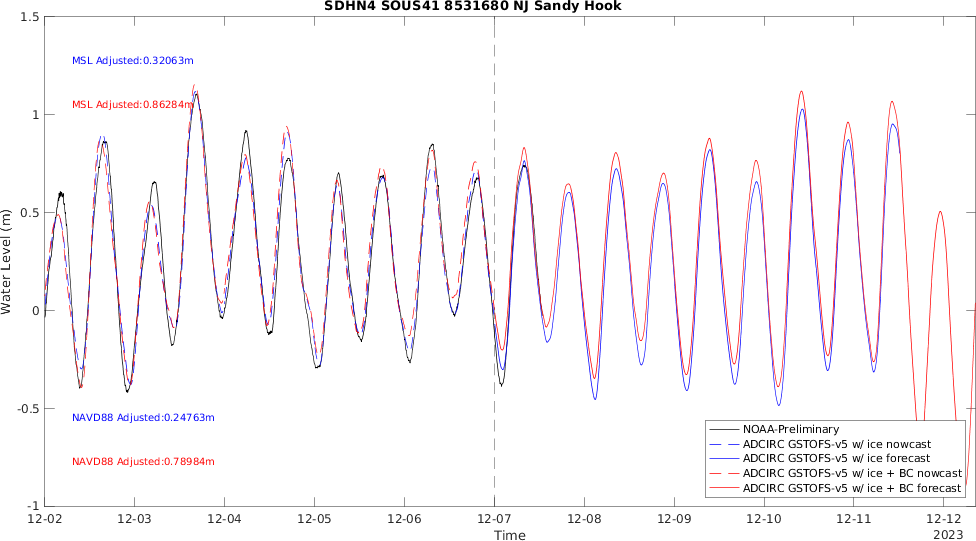 SDHN4 SOUS41 8531680 NJ Sandy Hook
1.5
1
0.5
0
-0.5
-1
Water Level (m)
MSL Adjusted:0.32063m
MSL Adjusted:0.86284m
NAVD88 Adjusted:0.24763m
NAVD88 Adjusted:0.78984m
NOAA-Preliminary
ADCIRC GSTOFS-v5 w/ ice nowcast
ADCIRC GSTOFS-v5 w/ ice forecast
ADCIRC GSTOFS-v5 w/ ice + BC nowcast
ADCIRC GSTOFS-v5 w/ ice + BC forecast
12-02 12-03 12-04 12-05 12-06 12-07 12-08 12-09 12-10 12-11 12-12
Time
2023